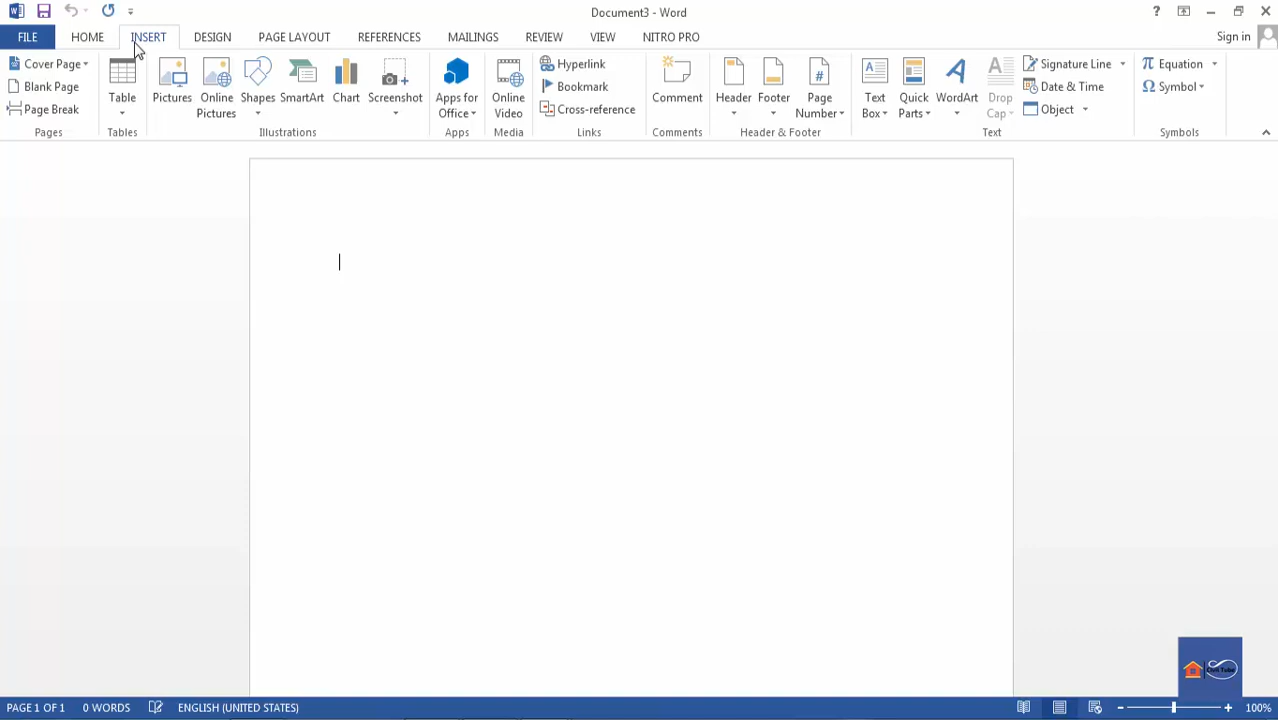 Document3 - Word
?
FILE HOME INSERT DESIGN PAGE LAYOUT REFERENCES MAILINGS REVIEW VIEW NITRO PRO Sign in
Cover Page
Blank Page
Page Break
Pages
Table
Tables
Pictures
Online Pictures
Shapes
SmartArt
Chart
Screenshot
Illustrations
Apps for Office
Apps
Online Video
Media
Hyperlink
Bookmark
Cross-reference
Links
Comment
Comments
Header
Footer
Page Number
Header & Footer
Text Box
Quick Parts
WordArt
Drop Cap
Signature Line
Date & Time
Object
Text
π Equation
Ω Symbol
Symbols
Civil Tube
PAGE 1 OF 1 0 WORDS ENGLISH (UNITED STATES) 100%